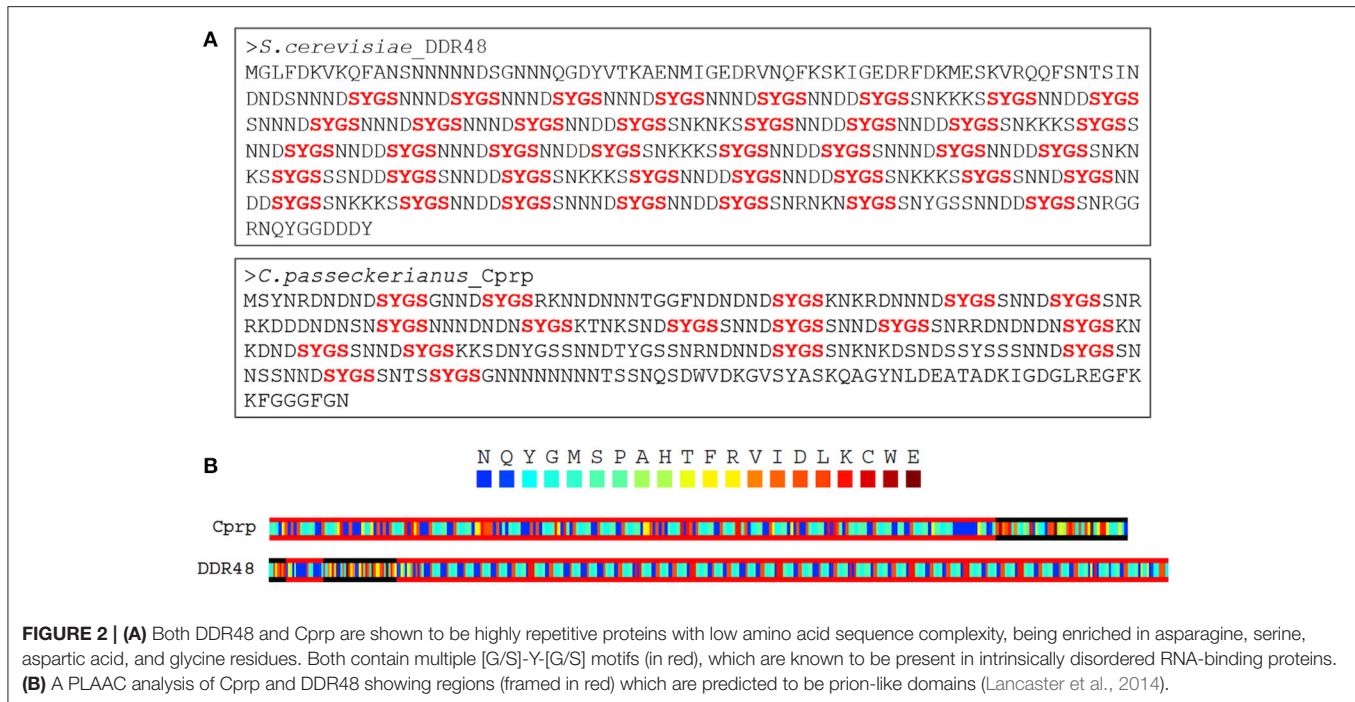 A
>S.cerevisiae_DDR48
MGLFDKVKQFANSNNNNNDSGNNNQGDYVTKAENMIGEDRVNQFKSKIGEDRFDKMESKVRQQFSNTSIN
DNDSNNNDSYGSNNNDSYGSNNNDSYGSNNNDSYGSNNNDSYGSNNDDSYGSSNKKKSSYGSNNDDSYGS
SNNNDSYGSNNNDSYGSNNNDSYGSNNDDSYGSSNKNKSSYGSNNDDSYGSNNDDSYGSSNKKKSSYGSS
NNDSYGSNNDDSYGSNNNDSYGSNNDDSYGSSNKKKSSYGSNNDDSYGSSNNNDSYGSNNDDSYGSSNKN
KSSYGSSSNDDSYGSSNNDDSYGSSNKKKSSYGSNNDDSYGSNNDDSYGSSNKKKSSYGSSNNDSYGSNN
DDSYGSSNKKKSSYGSNNDDSYGSSNNNDSYGSNNDDSYGSSNRNKNSYGSSNYGSSNNDDSYGSSNRGG
RNQYGGDDDY
>C.passeckerianus_Cprp
MSYNRDNDNDSYGSGNNDSYGSRKNNDNNNTGGFNDNDNDSYGSKNKRDNNNDSYGSSNNDSYGSSNR
RKDDDNDNSNSYGSNNNDNDNSYGSKTNKSNDSYGSSNNDSYGSSNNDSYGSSNRRDNDNDNSYGSKN
KDNDSYGSSNNDSYGSKKSDNYGSSNNDTYGSSNRNDNNDSYGSSNKNKDSNDSSYSSSNNDSYGSSN
NSSNNDSYGSSNTSSYGSGNNNNNNNNTSSNQSDWVDKGVSYASKQAGYNLDEATADKIGDGLREGFK
KFGGGFGN
B
N Q Y G M S P A H T F R V I D L K C W E
Cprp
DDR48
FIGURE 2 | (A) Both DDR48 and Cprp are shown to be highly repetitive proteins with low amino acid sequence complexity, being enriched in asparagine, serine,
aspartic acid, and glycine residues. Both contain multiple [G/S]-Y-[G/S] motifs (in red), which are known to be present in intrinsically disordered RNA-binding proteins.
(B) A PLAAC analysis of Cprp and DDR48 showing regions (framed in red) which are predicted to be prion-like domains (Lancaster et al., 2014).